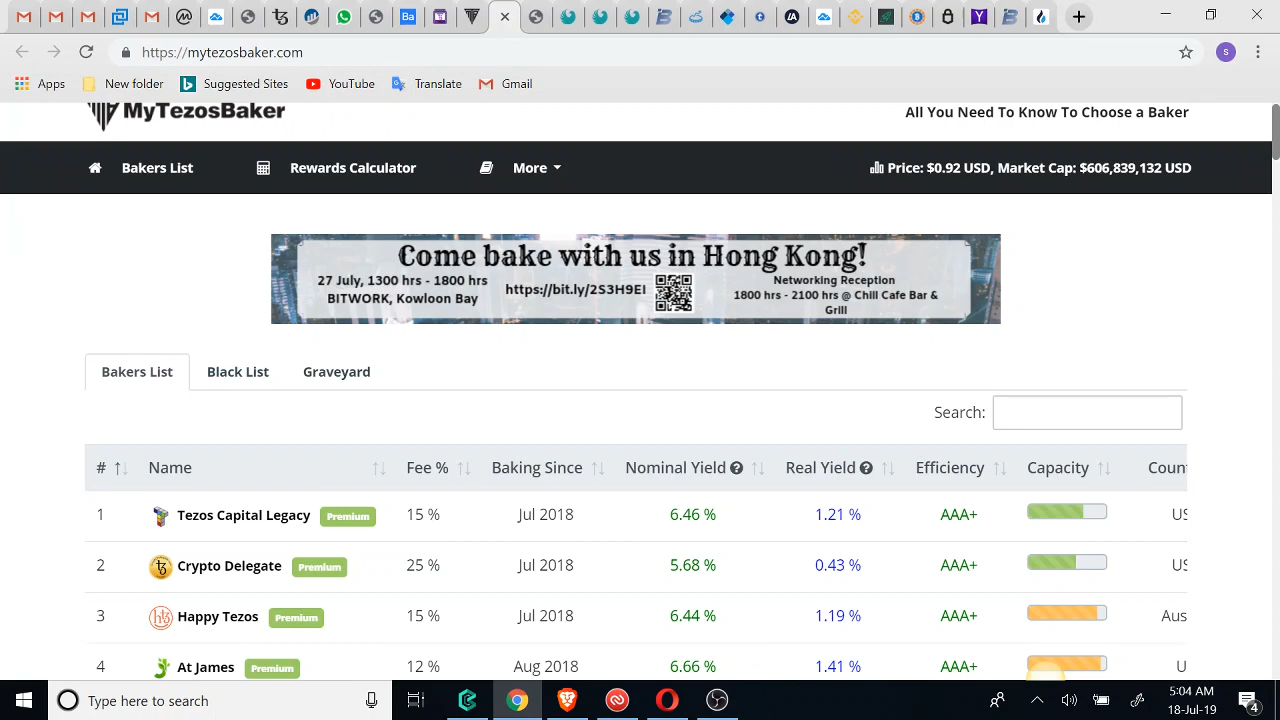 Ba
https://mytezosbaker.com
S
Apps
New folder
Suggested Sites
YouTube
Translate
Gmail
MyTezosBaker
All You Need To Know To Choose a Baker
Bakers List
Rewards Calculator
More
Price: $0.92 USD, Market Cap: $606,839,132 USD
Come bake with us in Hong Kong!
27 July, 1300 hrs - 1800 hrs
BITWORK, Kowloon Bay
https://bit.ly/2S3H9EI
Networking Reception
1800 hrs - 2100 hrs @ Chill Cafe Bar &
Grill
Bakers List
Black List
Graveyard
Search:
# Name Fee % Baking Since Nominal Yield Real Yield Efficiency Capacity Coun
1 Tezos Capital Legacy Premium 15 % Jul 2018 6.46 % 1.21 % AAA+ US
2 Crypto Delegate Premium 25 % Jul 2018 5.68 % 0.43 % AAA+ US
3 Happy Tezos Premium 15 % Jul 2018 6.44 % 1.19 % AAA+ Aus
4 At James Premium 12 % Aug 2018 6.66 % 1.41 % AAA+ U
Type here to search
5:04 AM
18-Jul-19
4